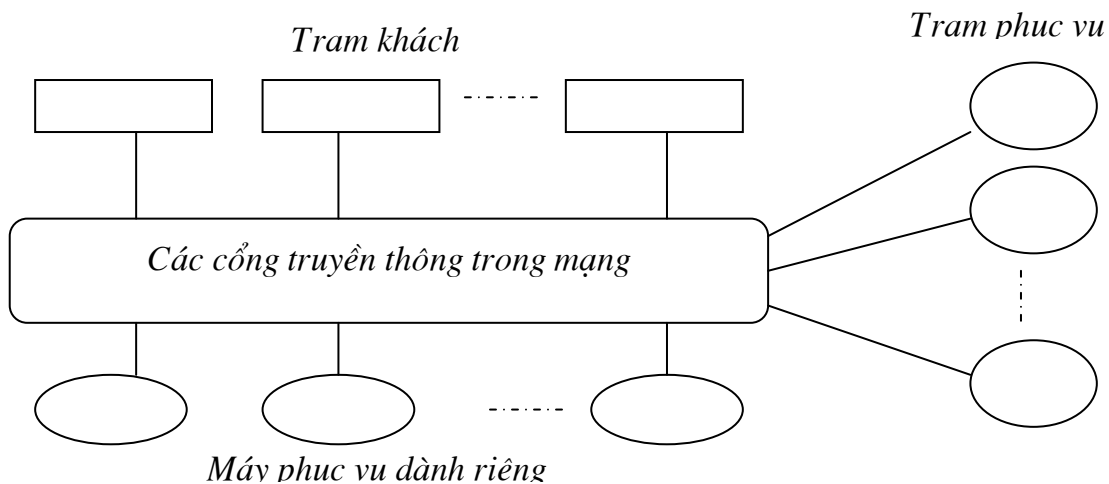 Tram khách
Tram phuc vu
Các cổng truyền thông trong mạng
Máy phuc vu dành riêng